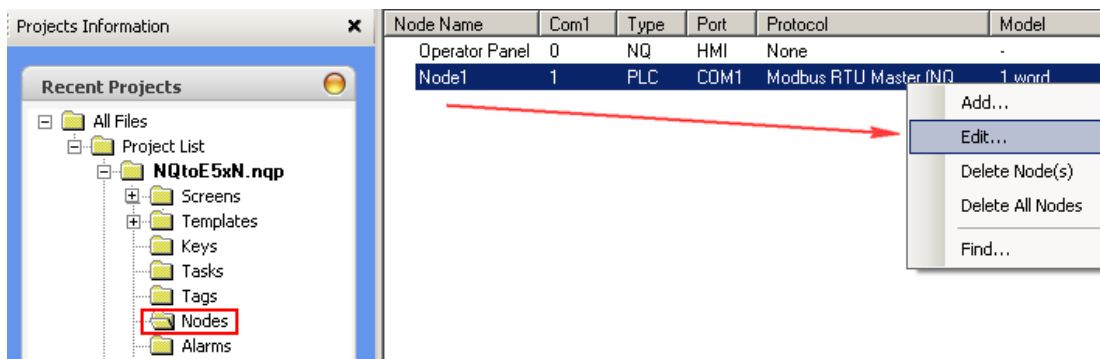 Projects Information
Recent Projects
All Files
Project List
NQtoE5xN.nqp
Screens
Templates
Keys
Tasks
Tags
Nodes
Alarms
Node Name Com1 Type Port Protocol Model
Operator Panel 0 NQ HMI None -
Node1 1 PLC COM1 Modbus RTU Master (NQ 1 word
Add...
Edit...
Delete Node(s)
Delete All Nodes
Find...